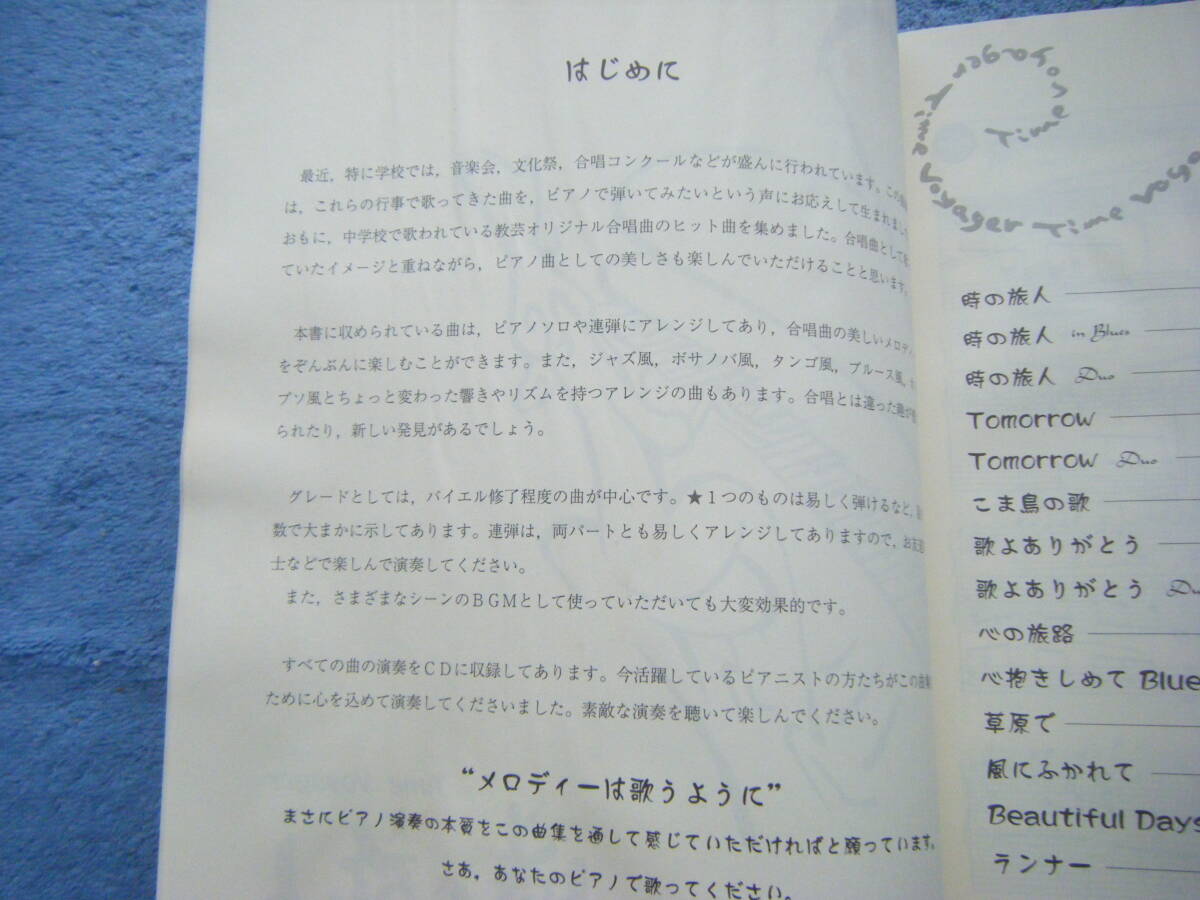 はじめに
最近，特に学校では，音楽会，文化祭，合唱コンクールなどが盛んに行われています。この
は，これらの行事で歌ってきた曲を，ピアノで弾いてみたいという声にお応えして生まれまし
おもに，中学校で歌われている教芸オリジナル合唱曲のヒット曲を集めました。合唱曲として
ていたイメージと重ねながら，ピアノ曲としての美しさも楽しんでいただけることと思います。
本書に収められている曲は，ピアノソロや連弾にアレンジしてあり，合唱曲の美しいメロデ
をぞんぶんに楽しむことができます。また，ジャズ風，ボサノバ風，タンゴ風，ブルース風，
プソ風とちょっと変わった響きやリズムを持つアレンジの曲もあります。合唱とは違った
られたり，新しい発見があるでしょう。
グレードとしては，バイエル修了程度の曲が中心です。★１つのものは易しく弾けるなど，
数で大まかに示してあります。連弾は，両パートとも易しくアレンジしてありますので，お友
士などで楽しんで演奏してください。
また，さまざまなシーンのＢＧＭとして使っていただいても大変効果的です。
すべての曲の演奏をＣＤに収録してあります。今活躍しているピアニストの方たちがこの曲
ために心を込めて演奏してくださいました。素敵な演奏を聴いて楽しんでください。
“メロディーは歌うように”
まさにピアノ演奏の本質をこの曲集を通して感じていただければと願っています。
さあ，あなたのピアノで歌ってください。
Time Voyager Time Voyager Time
時の旅人
時の旅人 in Blues
時の旅人 Duo
Tomorrow
Tomorrow Duo
こま鳥の歌
歌よありがとう
歌よありがとう Du
心の旅路
心抱きしめて Blue
草原で
風にふかれて
Beautiful Days
ランナー